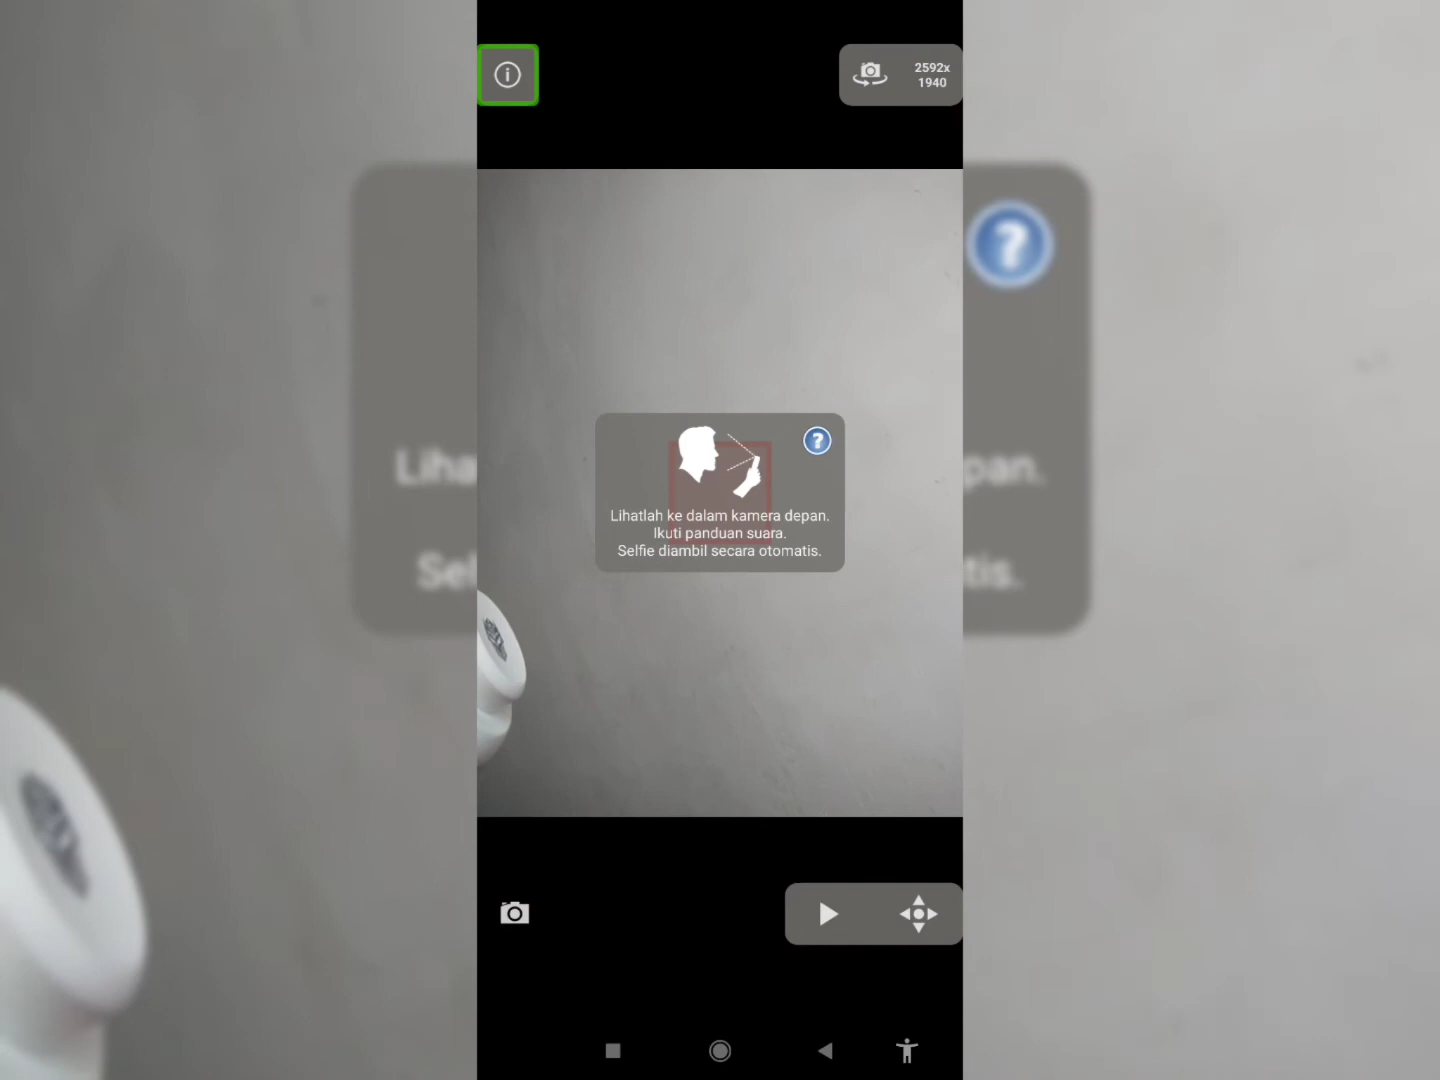 2592x
1940
Lihatlah ke dalam kamera depan.
Ikuti panduan suara.
Selfie diambil secara otomatis.